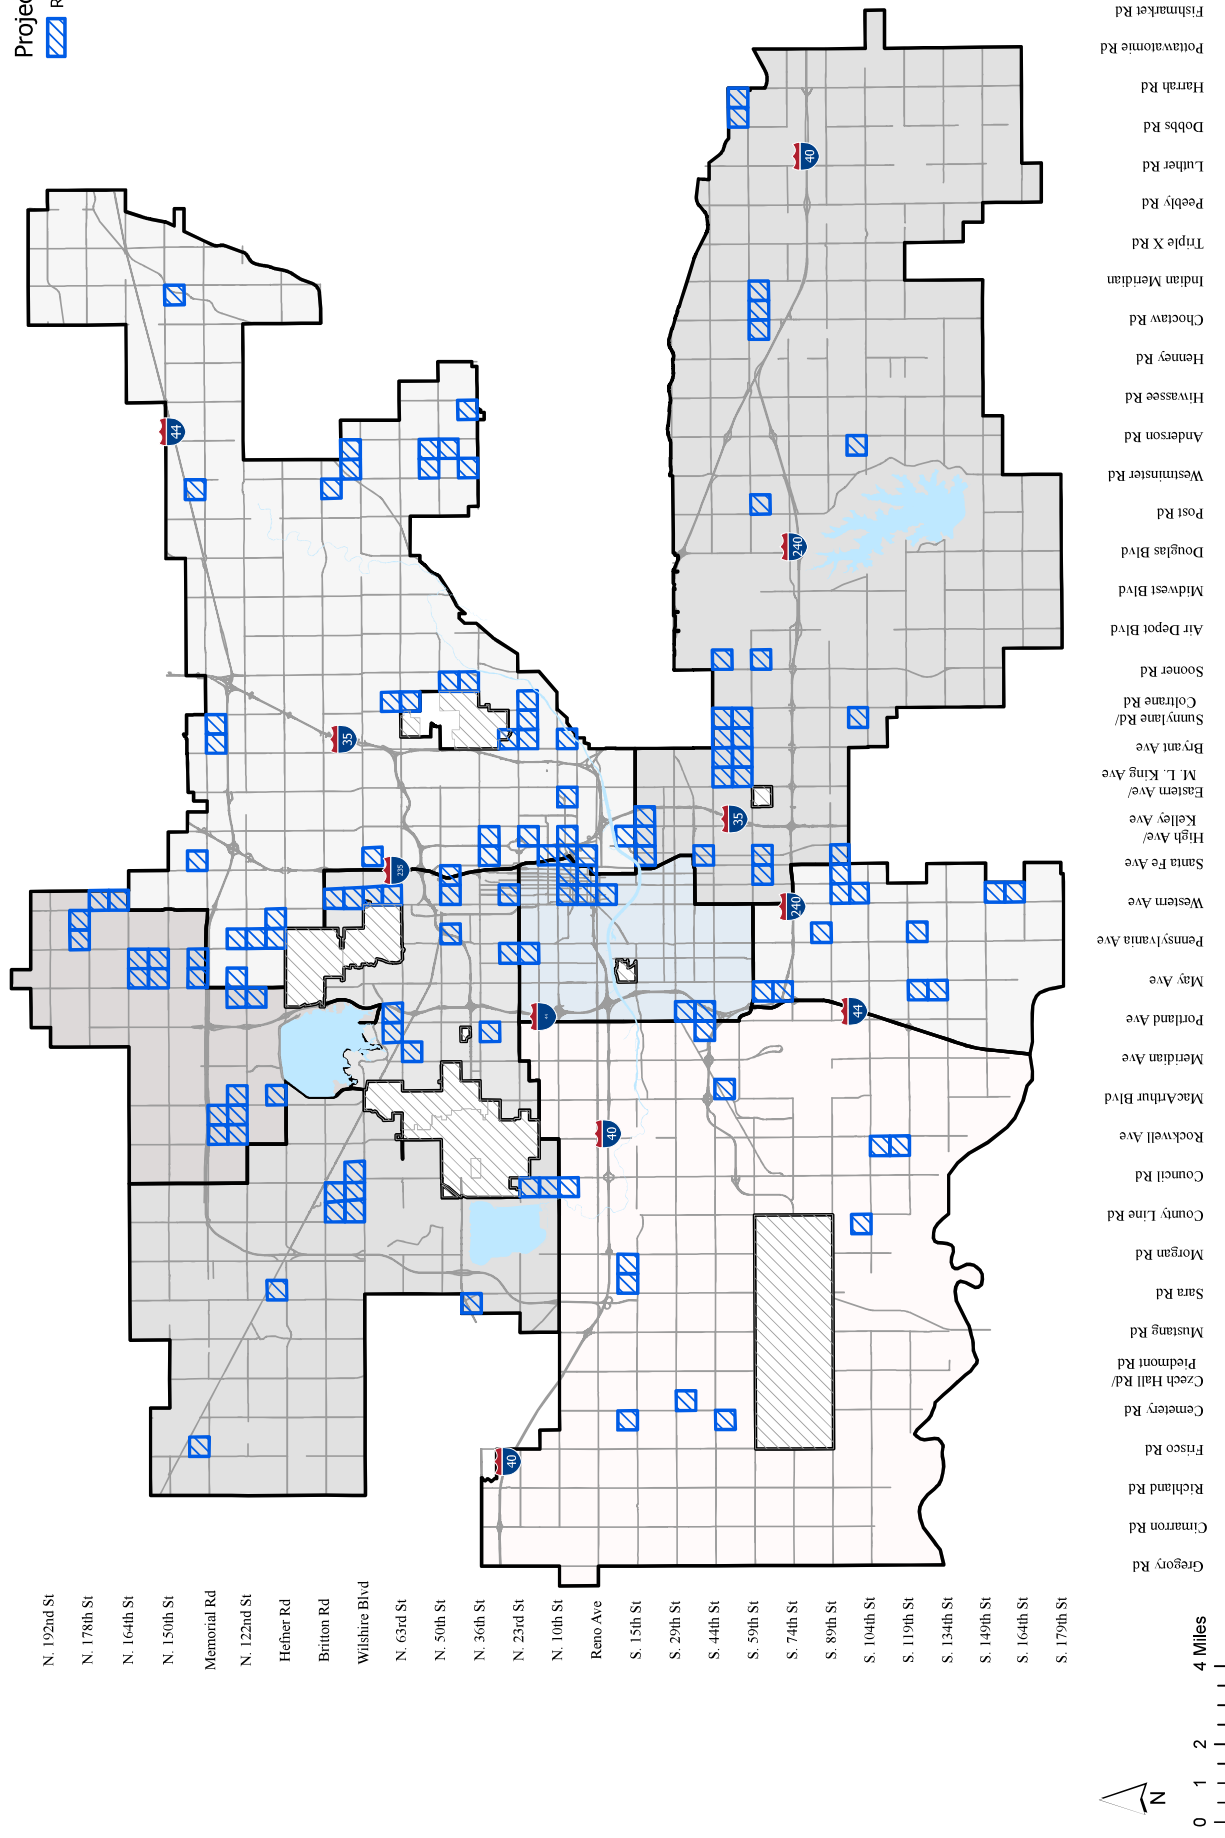 Projec
R
Fishmarket Rd
Pottawatomie Rd
Harrah Rd
Dobbs Rd
Luther Rd
Peebly Rd
Triple X Rd
Indian Meridian
Choctaw Rd
Henney Rd
Hiwassee Rd
Anderson Rd
Westminster Rd
Post Rd
Douglas Blvd
Midwest Blvd
Air Depot Blvd
Sooner Rd
Sunnylane Rd/
Coltrane Rd
Bryant Ave
Eastern Ave/
M. L. King Ave
High Ave/
Kelley Ave
Santa Fe Ave
Western Ave
Pennsylvania Ave
May Ave
Portland Ave
Meridian Ave
MacArthur Blvd
Rockwell Ave
Council Rd
County Line Rd
Morgan Rd
Sara Rd
Mustang Rd
Czech Hall Rd/
Piedmont Rd
Cemetery Rd
Frisco Rd
Richland Rd
Cimarron Rd
Gregory Rd
N. 192nd St
N. 178th St
N. 164th St
N. 150th St
Memorial Rd
N. 122nd St
Hefner Rd
Britton Rd
Wilshire Blvd
N. 63rd St
N. 50th St
N. 36th St
N. 23rd St
N. 10th St
Reno Ave
S. 15th St
S. 29th St
S. 44th St
S. 59th St
S. 74th St
S. 89th St
S. 104th St
S. 119th St
S. 134th St
S. 149th St
S. 164th St
S. 179th St
44
40
240
35
35
235
240
44
44
40
40
N
0 1 2 4 Miles